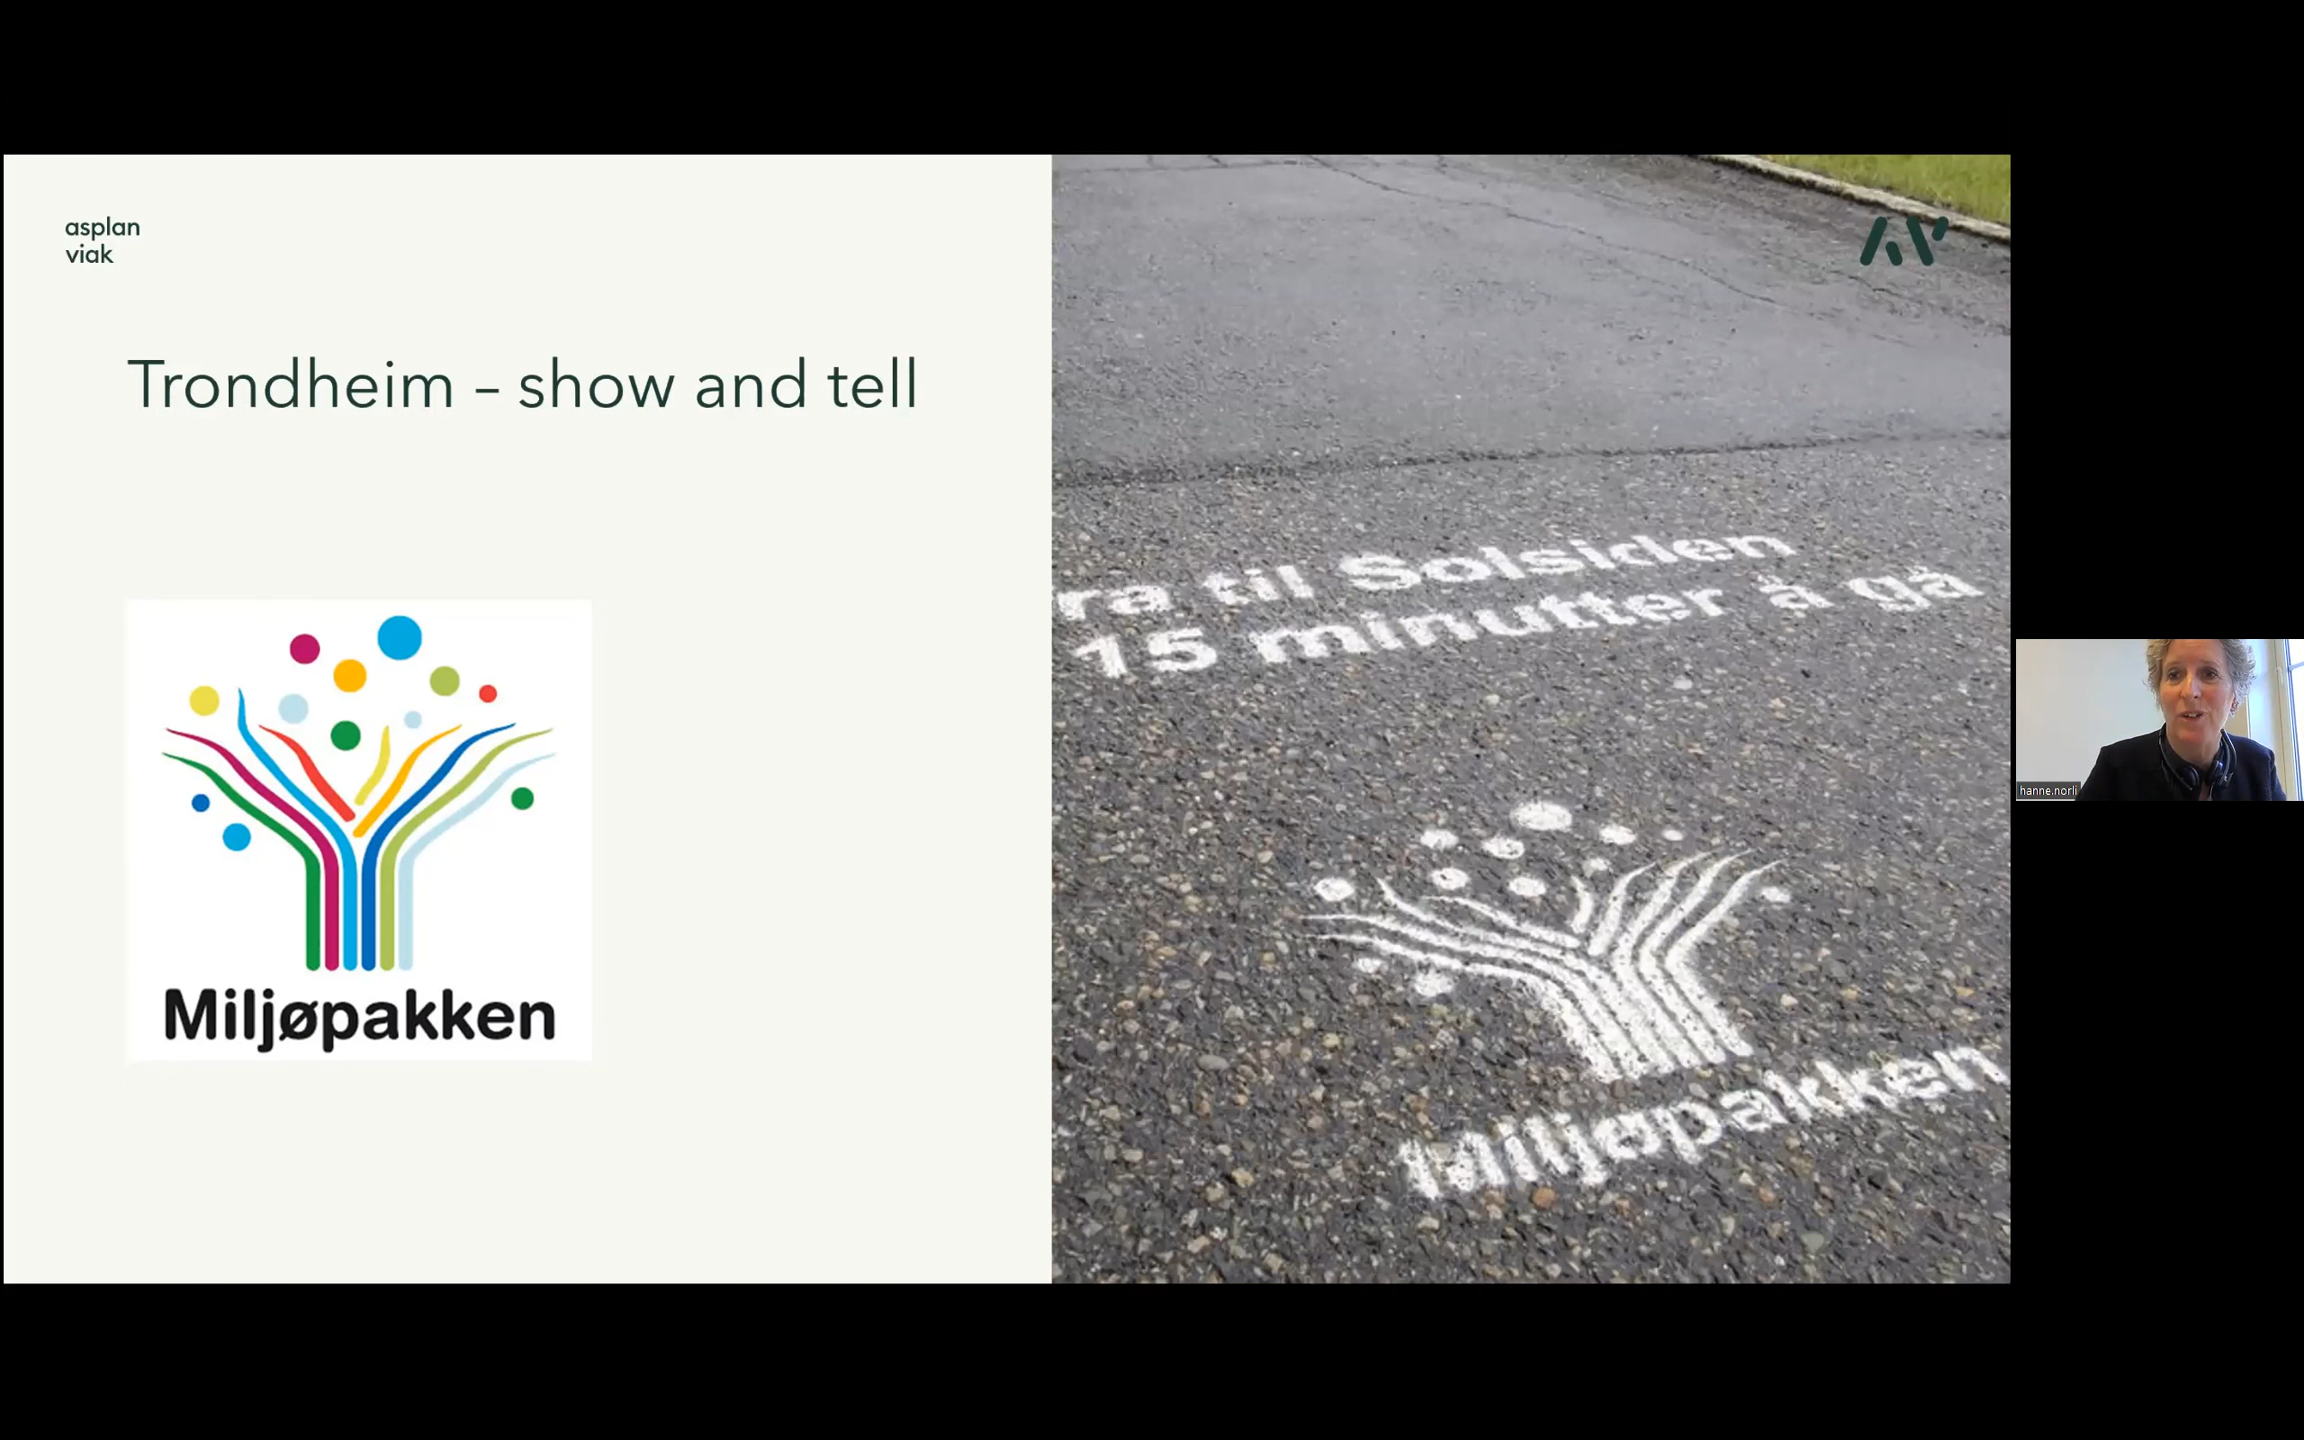 asplan
viak
Trondheim – show and tell
Miljøpakken
ra til Solsiden
15 minutter å gå
Miljøpakken
hanne.norli